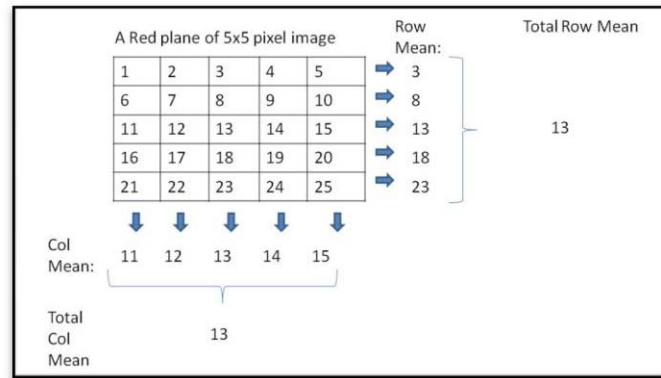 A Red plane of 5x5 pixel image
Row
Mean:
Total Row Mean
1 2 3 4 5 3
6 7 8 9 10 8
11 12 13 14 15 13 13
16 17 18 19 20 18
21 22 23 24 25 23
Col
Mean: 11 12 13 14 15
Total
Col
Mean
13